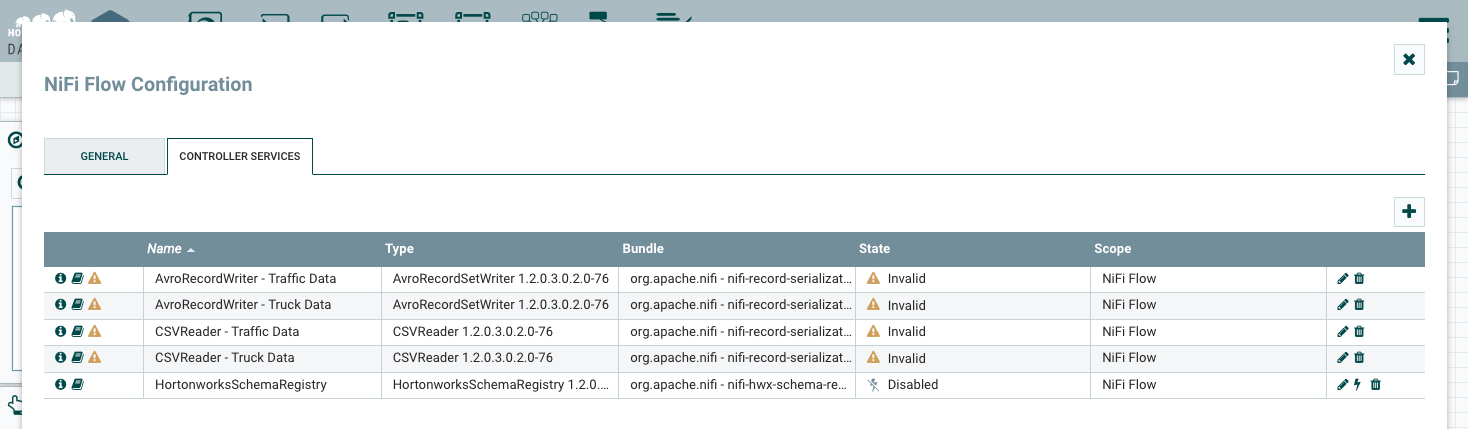 HO
DA
NiFi Flow Configuration
GENERAL CONTROLLER SERVICES
Name Type Bundle State Scope
AvroRecordWriter - Traffic Data AvroRecordSetWriter 1.2.0.3.0.2.0-76 org.apache.nifi - nifi-record-serializat... Invalid NiFi Flow
AvroRecordWriter - Truck Data AvroRecordSetWriter 1.2.0.3.0.2.0-76 org.apache.nifi - nifi-record-serializat... Invalid NiFi Flow
CSVReader - Traffic Data CSVReader 1.2.0.3.0.2.0-76 org.apache.nifi - nifi-record-serializat... Invalid NiFi Flow
CSVReader - Truck Data CSVReader 1.2.0.3.0.2.0-76 org.apache.nifi - nifi-record-serializat... Invalid NiFi Flow
HortonworksSchemaRegistry HortonworksSchemaRegistry 1.2.0.... org.apache.nifi - nifi-hwx-schema-re... Disabled NiFi Flow